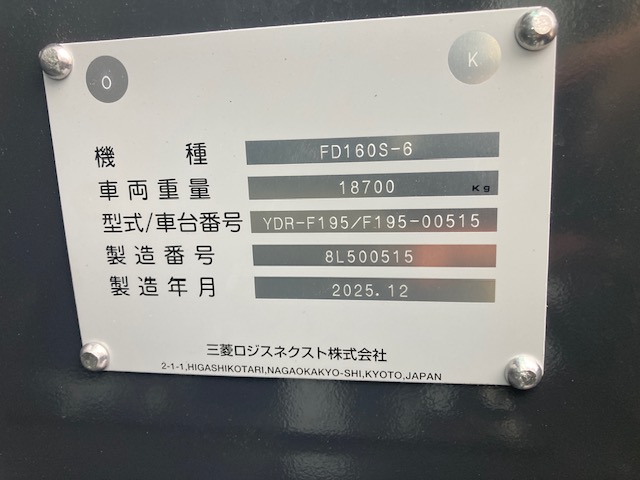 O K
機種 FD160S-6
車両重量 18700 Kg
型式/車台番号 YDR-F195/F195-00515
製造番号 8L500515
製造年月 2025.12
三菱ロジスネクスト株式会社
2-1-1,HIGASHIKOTARI,NAGAOKAKYO-SHI,KYOTO,JAPAN